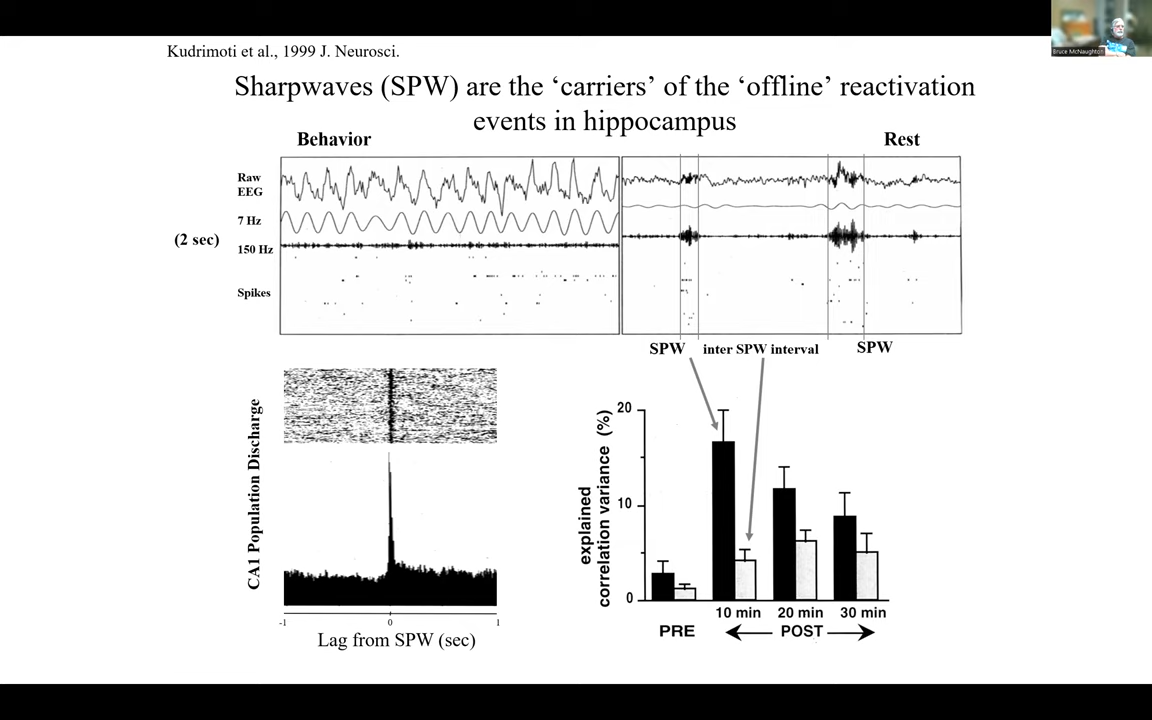 Kudrimoti et al., 1999 J. Neurosci.
Bruce McNaughton
Sharpwaves (SPW) are the ‘carriers’ of the ‘offline’ reactivation
events in hippocampus
Behavior
Rest
Raw
EEG
7 Hz
(2 sec)
150 Hz
Spikes
SPW
inter SPW interval
SPW
CA1 Population Discharge
-1
0
1
Lag from SPW (sec)
explained
correlation variance (%)
20
10
0
10 min
20 min
30 min
PRE
POST